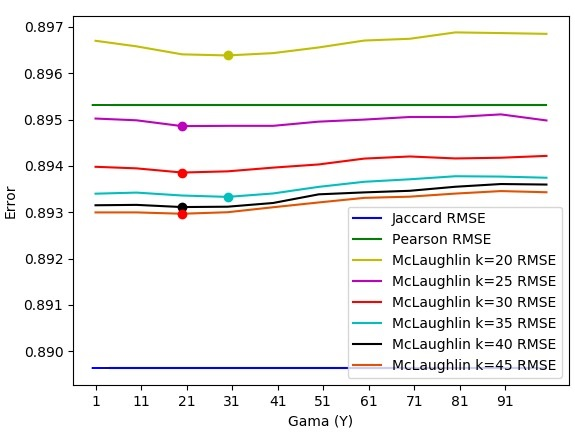 0.897
0.896
0.895
0.894
0.893
0.892
0.891
0.890
Error
Jaccard RMSE
Pearson RMSE
McLaughlin k=20 RMSE
McLaughlin k=25 RMSE
McLaughlin k=30 RMSE
McLaughlin k=35 RMSE
McLaughlin k=40 RMSE
McLaughlin k=45 RMSE
1 11 21 31 41 51 61 71 81 91
Gama (Y)